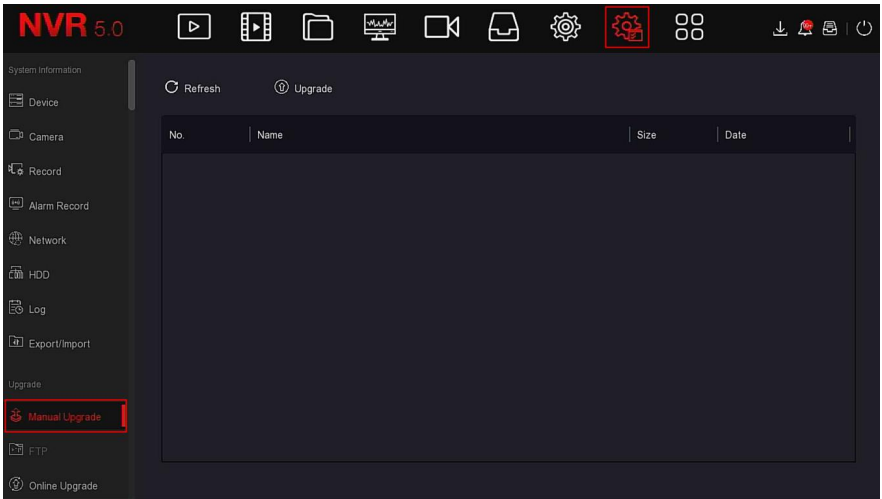 NVR 5.0
System Information
Device
Camera
Record
Alarm Record
Network
HDD
Log
Export/Import
Upgrade
Manual Upgrade
FTP
Online Upgrade
Refresh
Upgrade
No.
Name
Size
Date